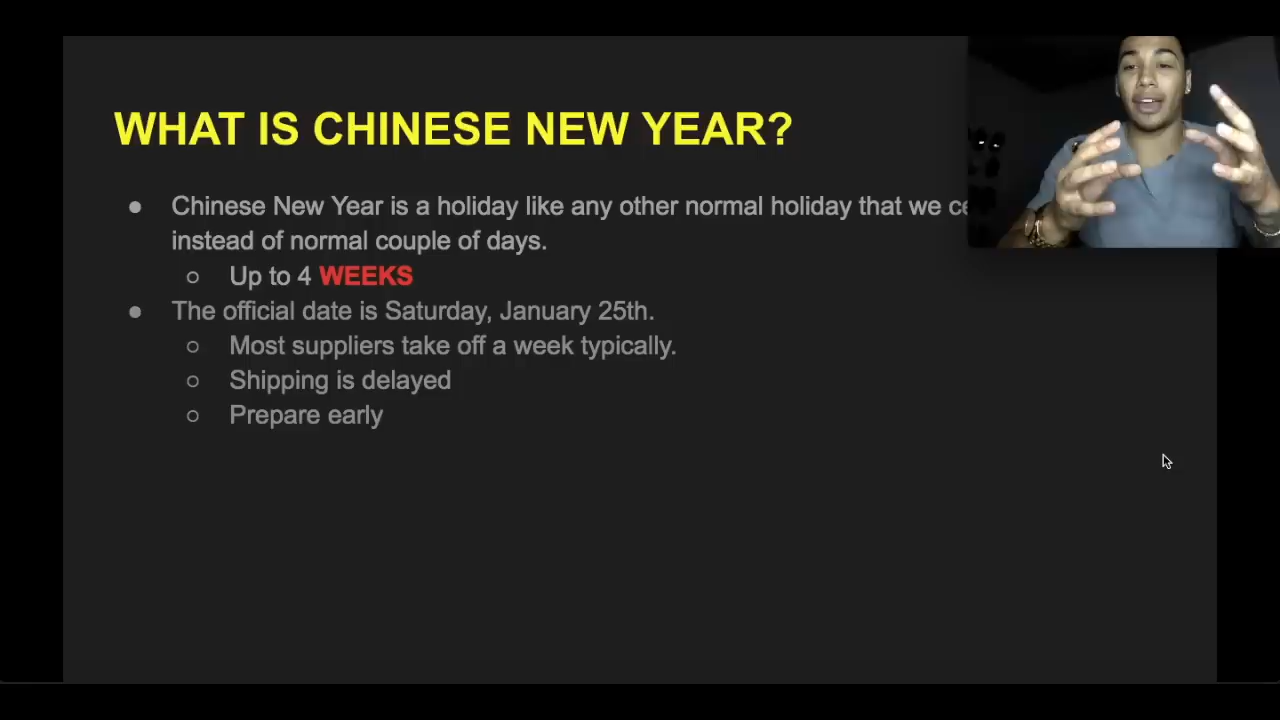 WHAT IS CHINESE NEW YEAR?
Chinese New Year is a holiday like any other normal holiday that we
instead of normal couple of days.
Up to 4 WEEKS
The official date is Saturday, January 25th.
Most suppliers take off a week typically.
Shipping is delayed
Prepare early